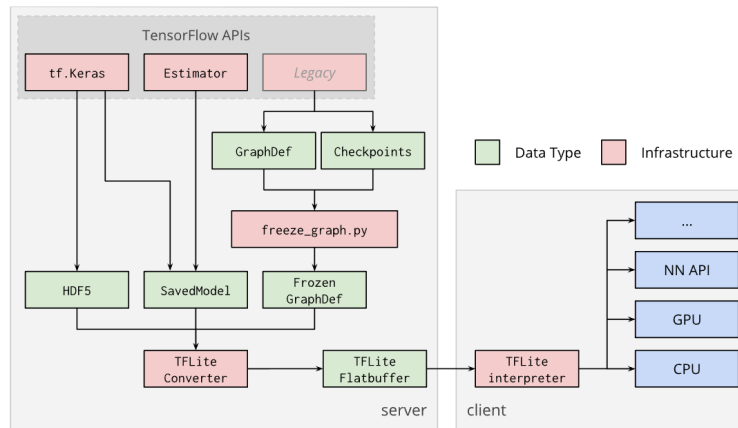 TensorFlow APIs
tf.Keras
Estimator
Legacy
GraphDef
Checkpoints
Data Type
Infrastructure
freeze_graph.py
...
NN API
HDF5
SavedModel
Frozen
GraphDef
GPU
TFLite
Converter
TFLite
Flatbuffer
TFLite
interpreter
CPU
server
client